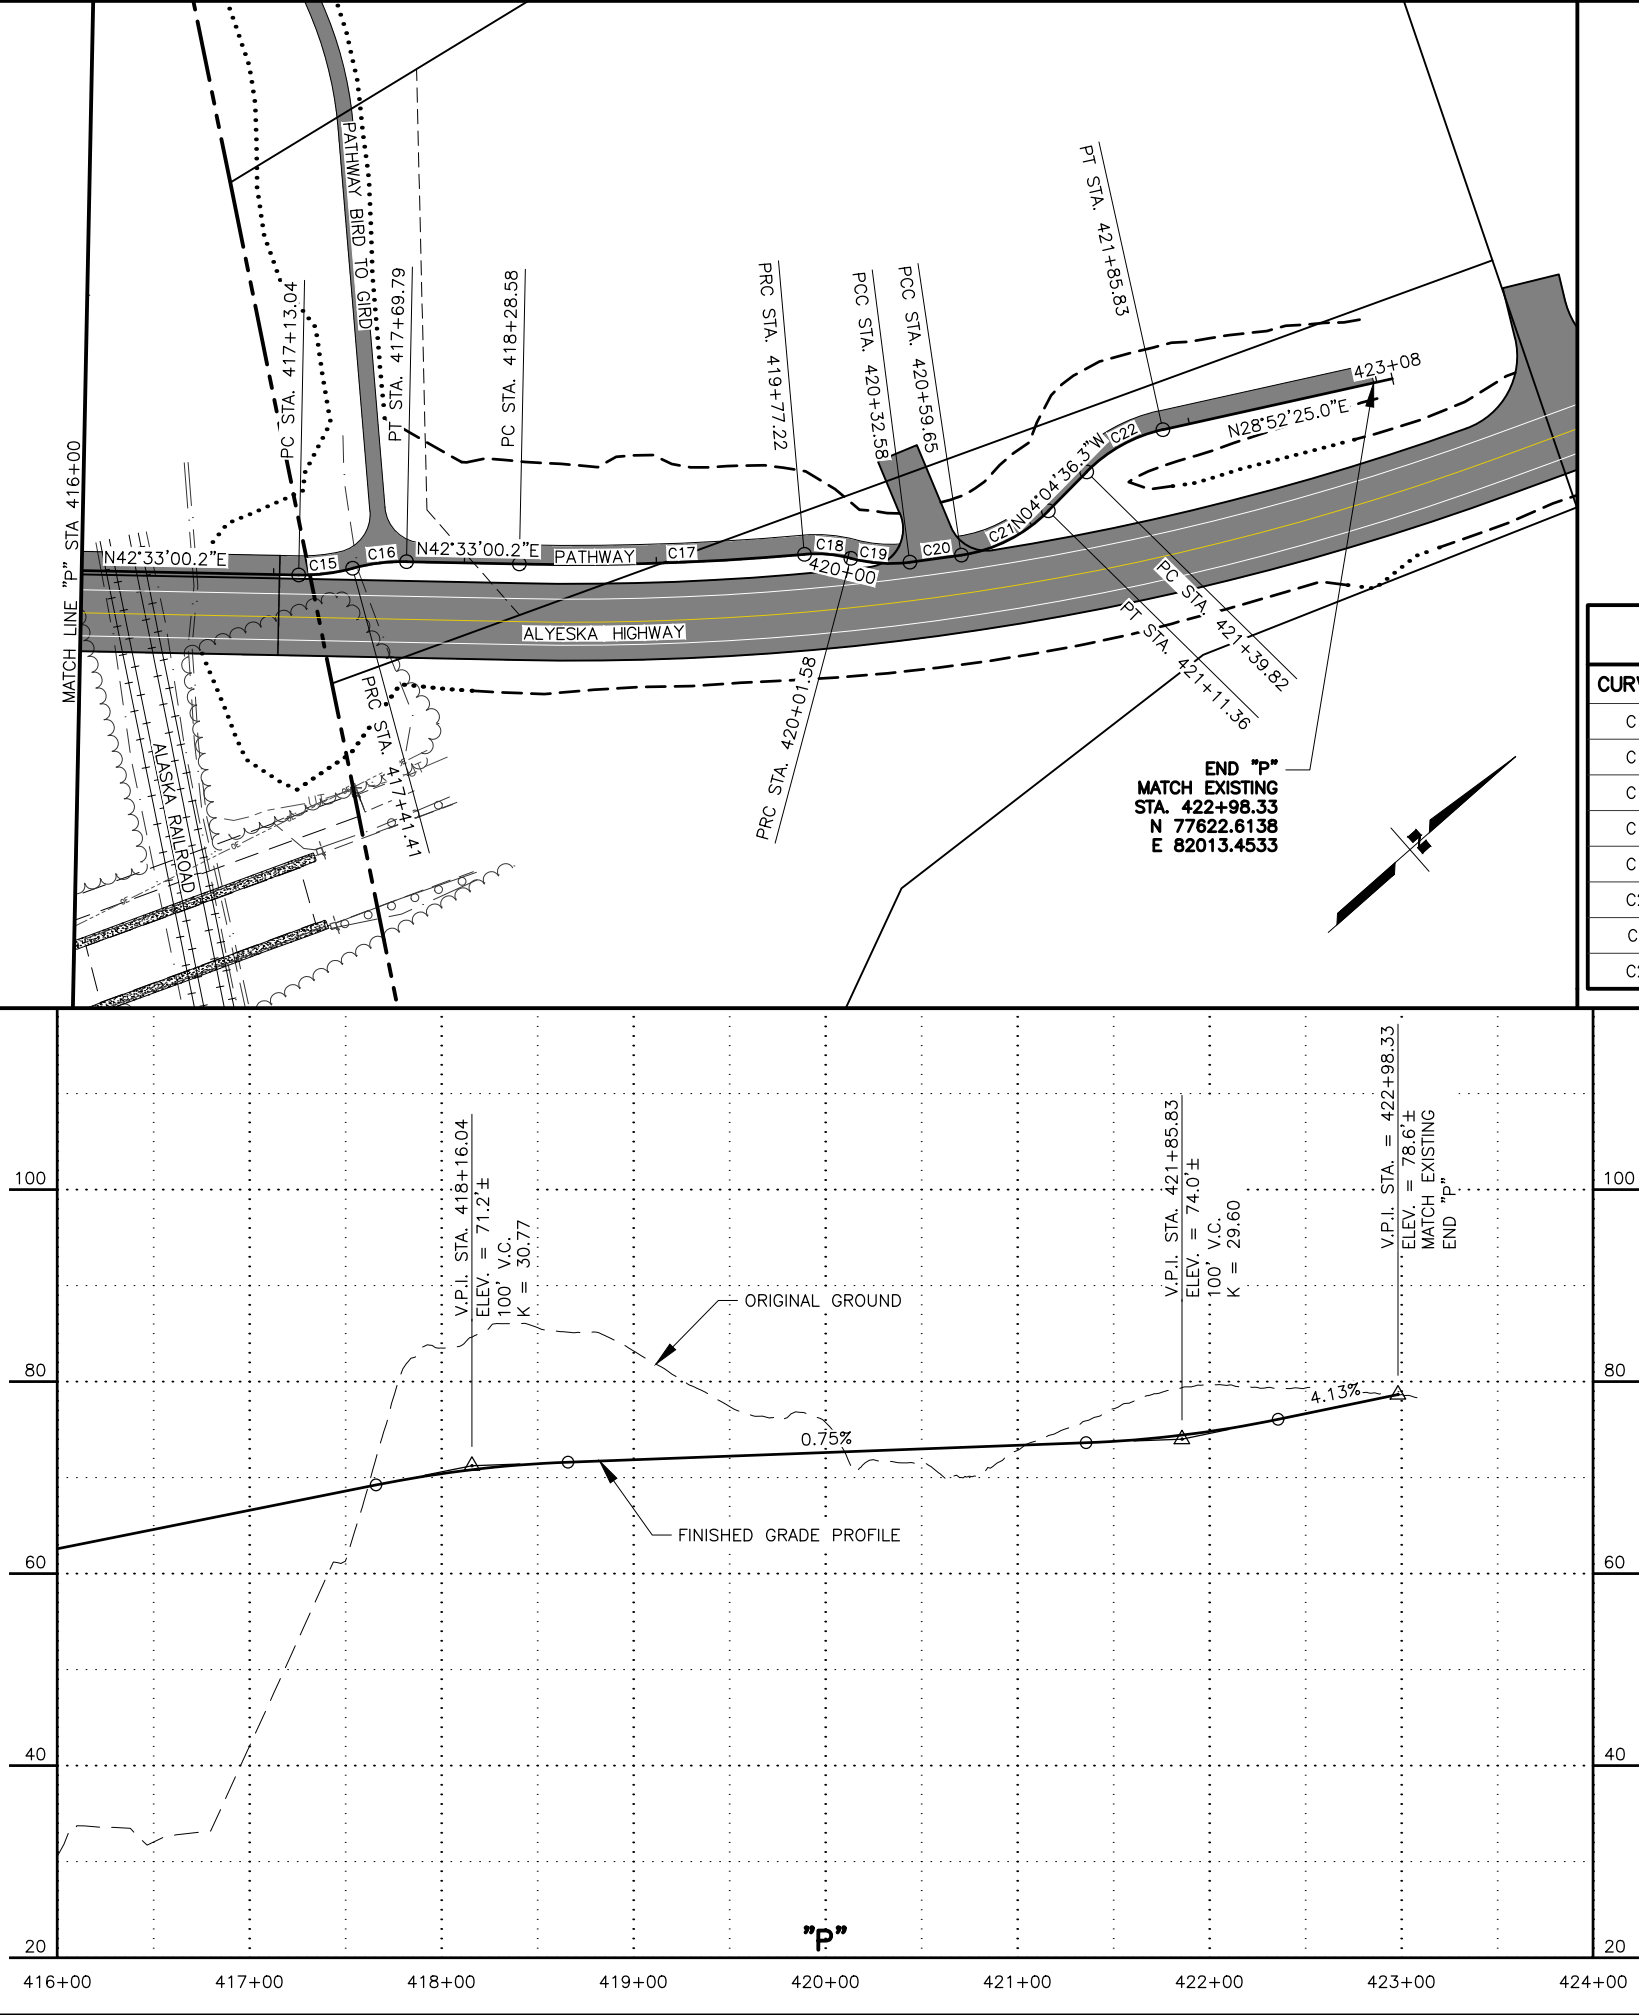 PATHWAY BIRD TO GIRD
PC STA. 417+13.04
PT STA. 417+69.79
PC STA. 418+28.58
PRC STA. 419+77.22
PCC STA. 420+32.58
PCC STA. 420+59.65
PT STA. 421+85.83
423+08
N28°52'25.0"E
N04°04'36.3"W
C22
C21
MATCH LINE "P" STA 416+00
N42°33'00.2"E
C15
C16
N42°33'00.2"E
PATHWAY
C17
C18
C19
C20
420+00
ALYESKA HIGHWAY
PC STA. 421+39.82
PT STA. 421+11.36
PRC STA. 420+01.58
PRC STA. 417+41.41
ALASKA RAILROAD
END "P"
MATCH EXISTING
STA. 422+98.33
N 77622.6138
E 82013.4533
N
OE
OE
UT
UT
CURV
C
C
C
C
C
C2
C
C2
V.P.I. STA. 418+16.04
ELEV. = 71.2'±
100' V.C.
K = 30.77
V.P.I. STA. 421+85.83
ELEV. = 74.0'±
100' V.C.
K = 29.60
V.P.I. STA. = 422+98.33
ELEV. = 78.6'±
MATCH EXISTING
END "P"
ORIGINAL GROUND
0.75%
4.13%
FINISHED GRADE PROFILE
100 100
80 80
60 60
40 40
20 20
"P"
416+00 417+00 418+00 419+00 420+00 421+00 422+00 423+00 424+00